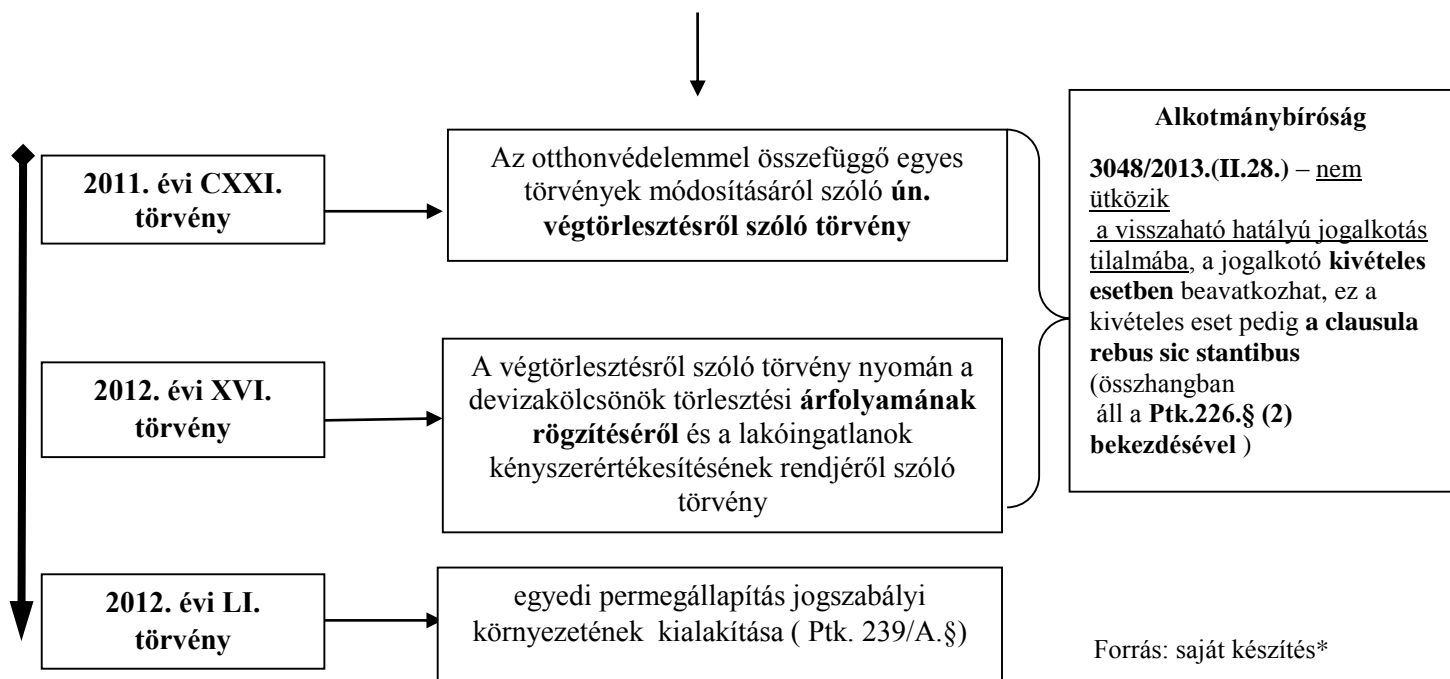 2011. évi CXXI.
törvény
Az otthonvédelemmel összefüggő egyes
törvények módosításáról szóló ún.
végtörlesztésről szóló törvény
2012. évi XVI.
törvény
A végtörlesztésről szóló törvény nyomán a
devizakölcsönök törlesztési árfolyamának
rögzítéséről és a lakóingatlanok
kényszerértékesítésének rendjéről szóló
törvény
2012. évi LI.
törvény
egyedi permegállapítás jogszabályi
környezetének kialakítása ( Ptk. 239/A.§)
Alkotmánybíróság
3048/2013.(II.28.) – nem
ütközik
a visszaható hatályú jogalkotás
tilalmába, a jogalkotó kivételes
esetben beavatkozhat, ez a
kivételes eset pedig a clausula
rebus sic stantibus
(összhangban
áll a Ptk.226.§ (2)
bekezdésével )
Forrás: saját készítés*